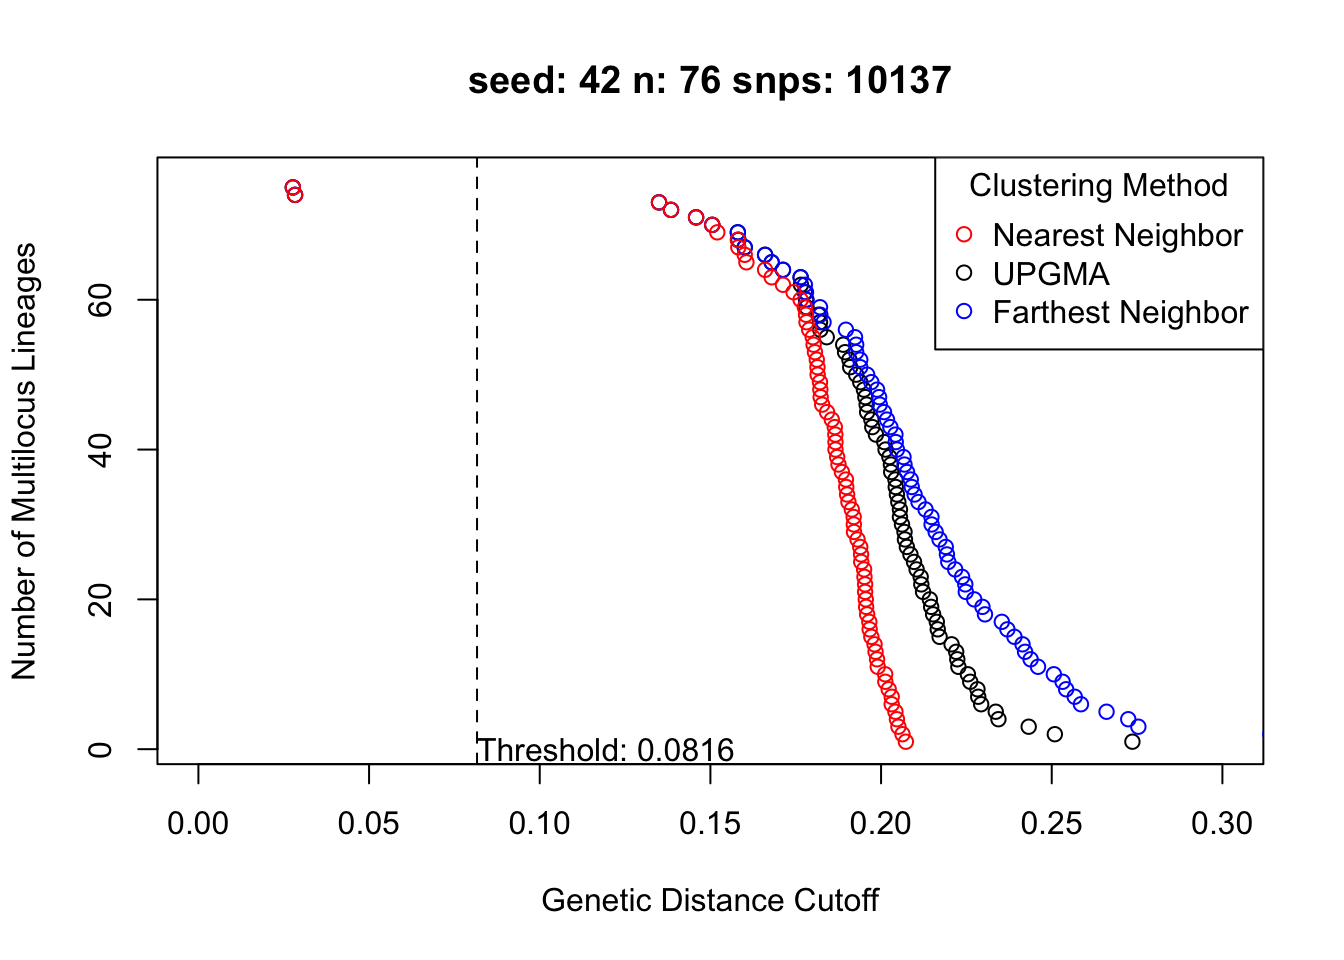 seed: 42 n: 76 snps: 10137
Clustering Method
Nearest Neighbor
UPGMA
Farthest Neighbor
Number of Multilocus Lineages
60
40
20
0
Threshold: 0.0816
0.00 0.05 0.10 0.15 0.20 0.25 0.30
Genetic Distance Cutoff